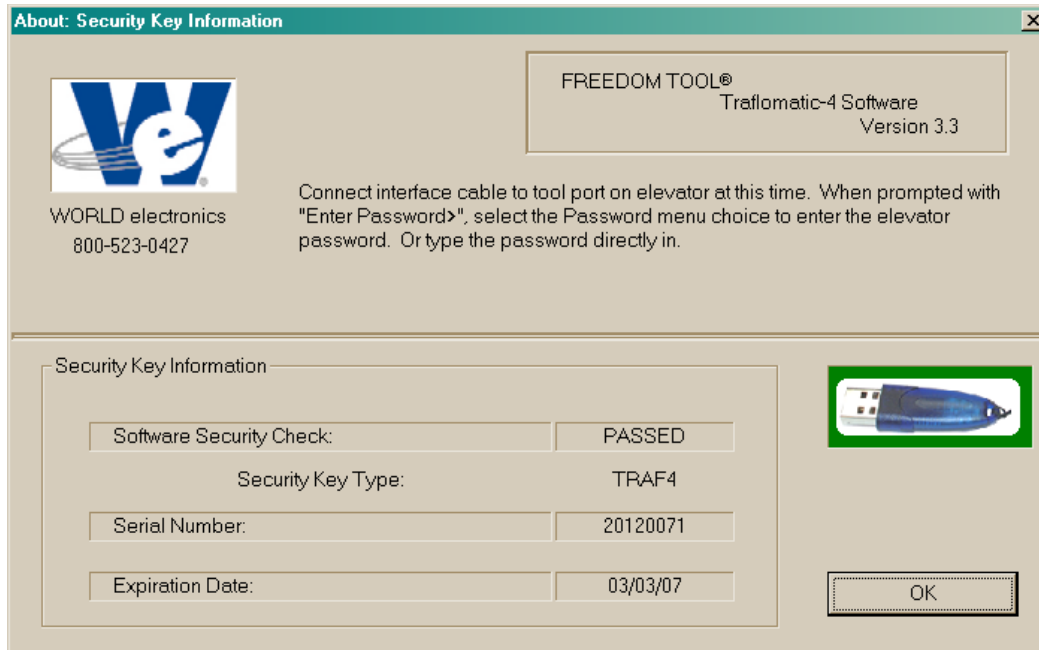 About: Security Key Information
We
WORLD electronics
800-523-0427
FREEDOM TOOL®
Traflomatic-4 Software
Version 3.3
Connect interface cable to tool port on elevator at this time. When prompted with
"Enter Password>", select the Password menu choice to enter the elevator
password. Or type the password directly in.
Security Key Information
Software Security Check: PASSED
Security Key Type: TRAF4
Serial Number: 20120071
Expiration Date: 03/03/07
OK